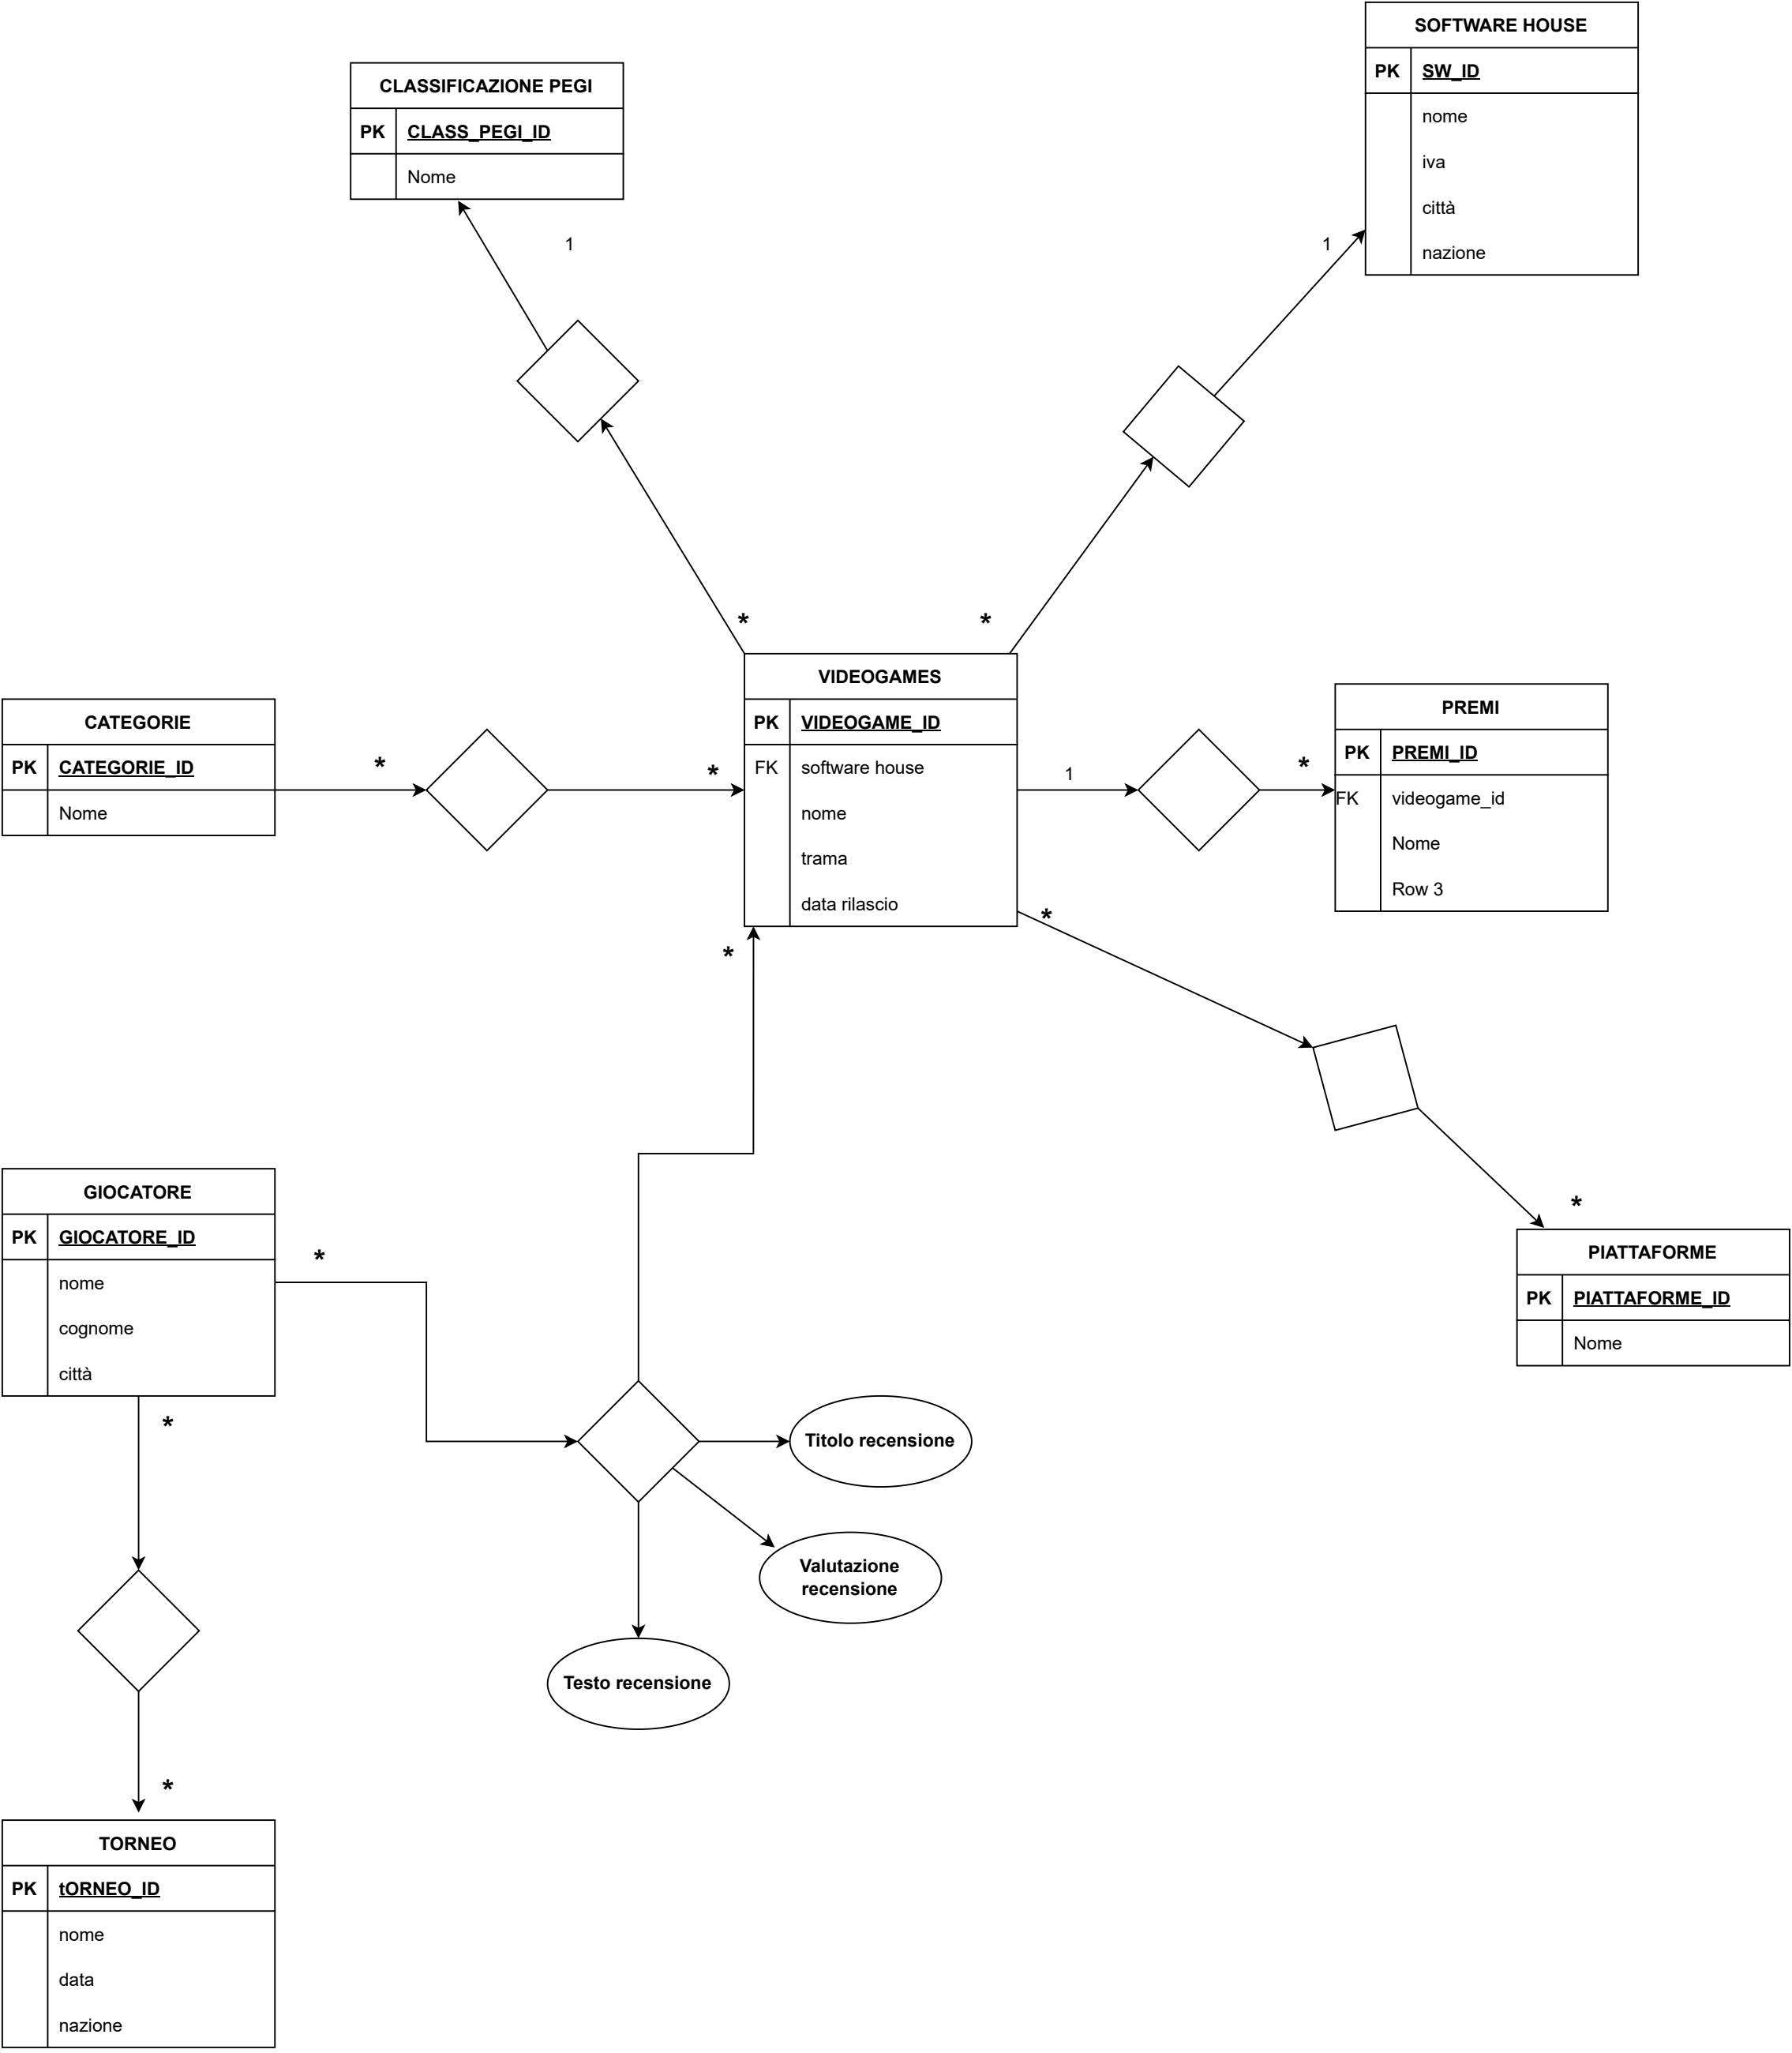 SOFTWARE HOUSE
PK SW_ID
nome
iva
città
nazione
CLASSIFICAZIONE PEGI
PK CLASS_PEGI_ID
Nome
1
1
*
*
VIDEOGAMES
PK VIDEOGAME_ID
FK software house
nome
trama
data rilascio
CATEGORIE
PK CATEGORIE_ID
Nome
*
*
1
*
PREMI
PK PREMI_ID
FK videogame_id
Nome
Row 3
*
*
GIOCATORE
PK GIOCATORE_ID
nome
cognome
città
*
*
*
PIATTAFORME
PK PIATTAFORME_ID
Nome
Titolo recensione
Valutazione
recensione
Testo recensione
*
TORNEO
PK tORNEO_ID
nome
data
nazione